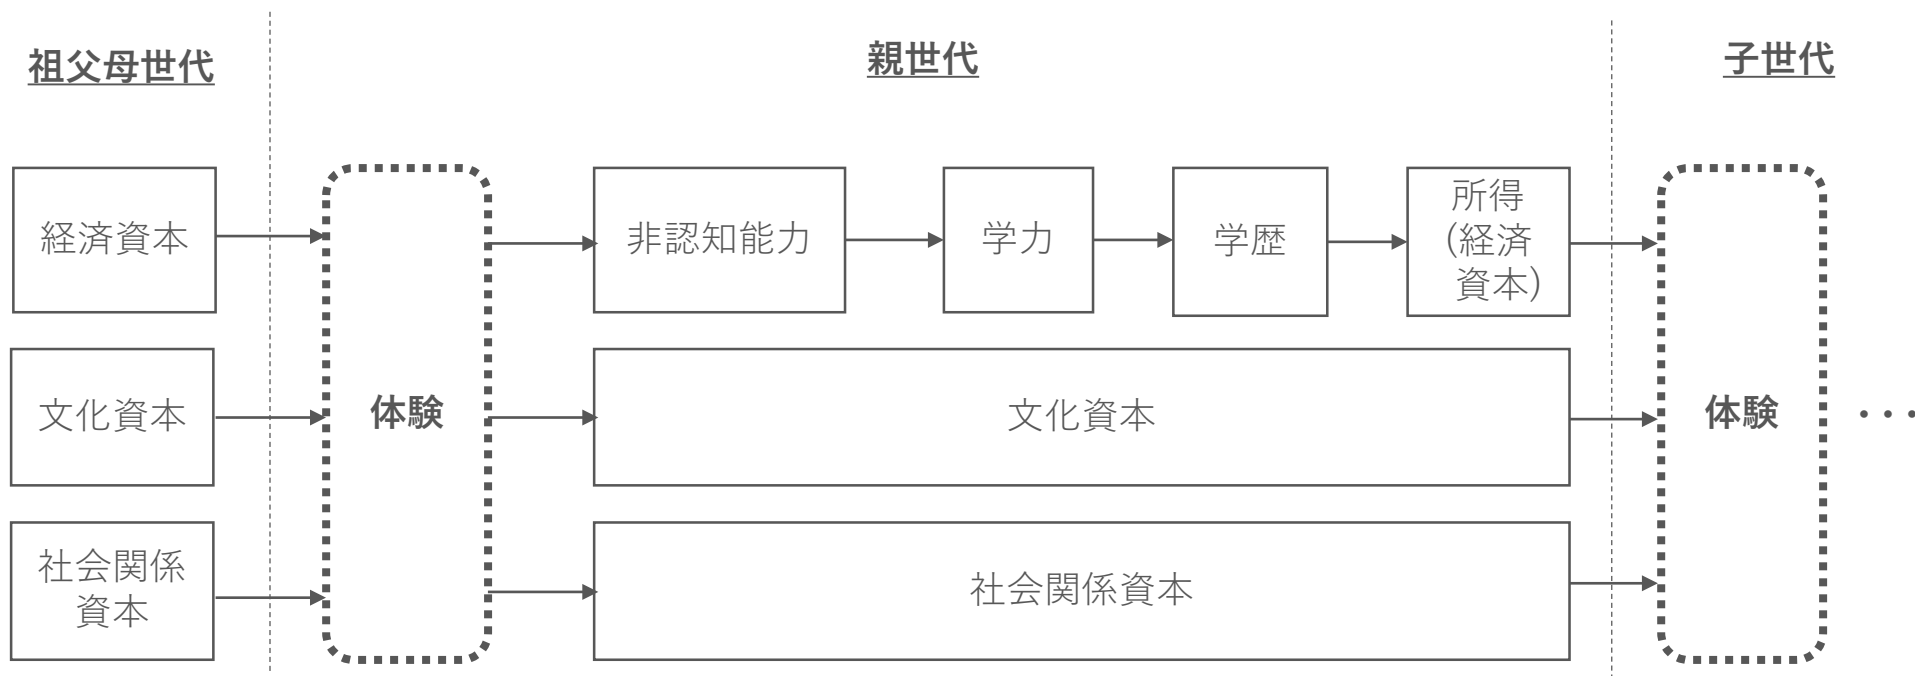 祖父母世代
親世代
子世代
経済資本
非認知能力
学力
学歴
所得
(経済
資本)
文化資本
体験
文化資本
体験
・・・
社会関係
資本
社会関係資本